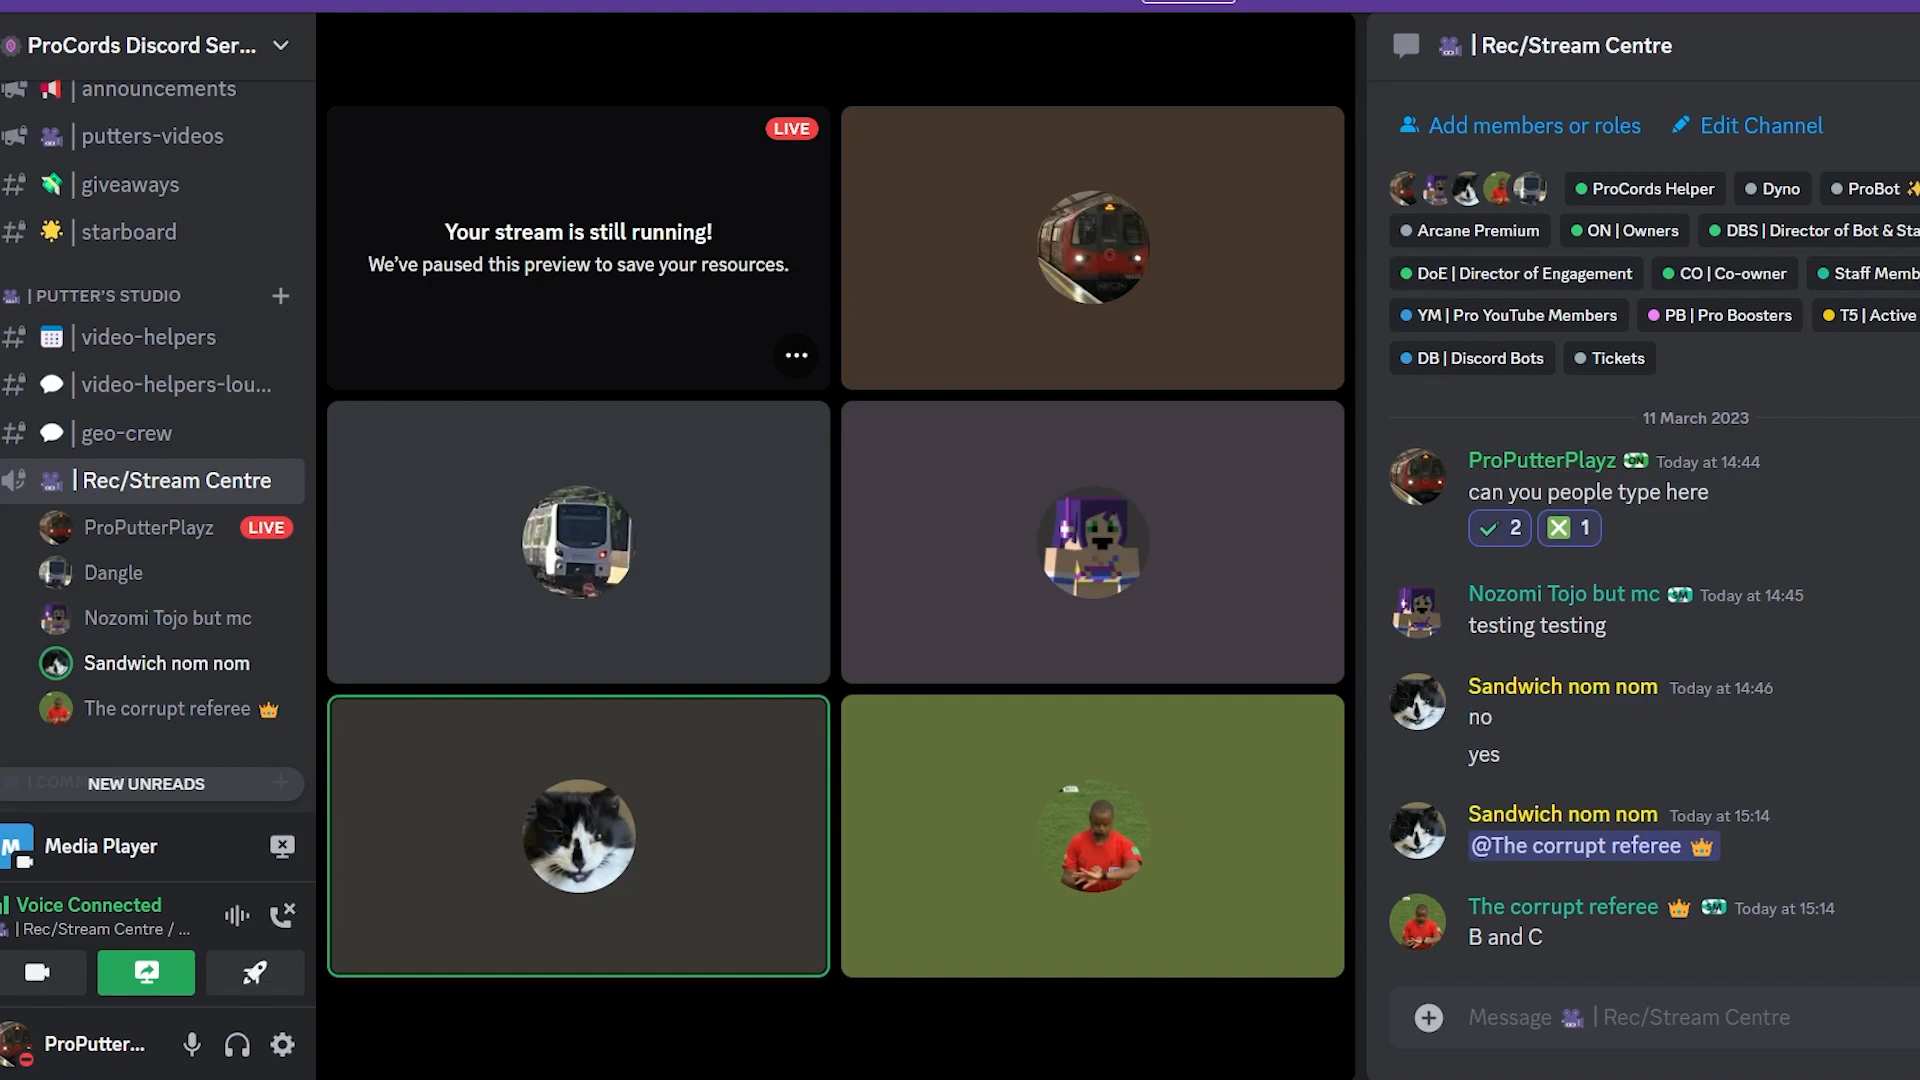 ProCords Discord Ser...
| announcements
| putters-videos
| giveaways
| starboard
| PUTTER'S STUDIO
| video-helpers
| video-helpers-lou...
| geo-crew
| Rec/Stream Centre
ProPutterPlayz LIVE
Dangle
Nozomi Tojo but mc
Sandwich nom nom
The corrupt referee
NEW UNREADS
M
Media Player
Voice Connected
| Rec/Stream Centre / ...
ProPutter...
LIVE
Your stream is still running!
We've paused this preview to save your resources.
| Rec/Stream Centre
Add members or roles
Edit Channel
ProCords Helper Dyno ProBot
Arcane Premium ON | Owners DBS | Director of Bot & Sta
DoE | Director of Engagement CO | Co-owner Staff Memb
YM | Pro YouTube Members PB | Pro Boosters T5 | Active
DB | Discord Bots Tickets
11 March 2023
ProPutterPlayz ON Today at 14:44
can you people type here
2 1
Nozomi Tojo but mc SM Today at 14:45
testing testing
Sandwich nom nom Today at 14:46
no
yes
Sandwich nom nom Today at 15:14
@The corrupt referee
The corrupt referee SM Today at 15:14
B and C
Message | Rec/Stream Centre